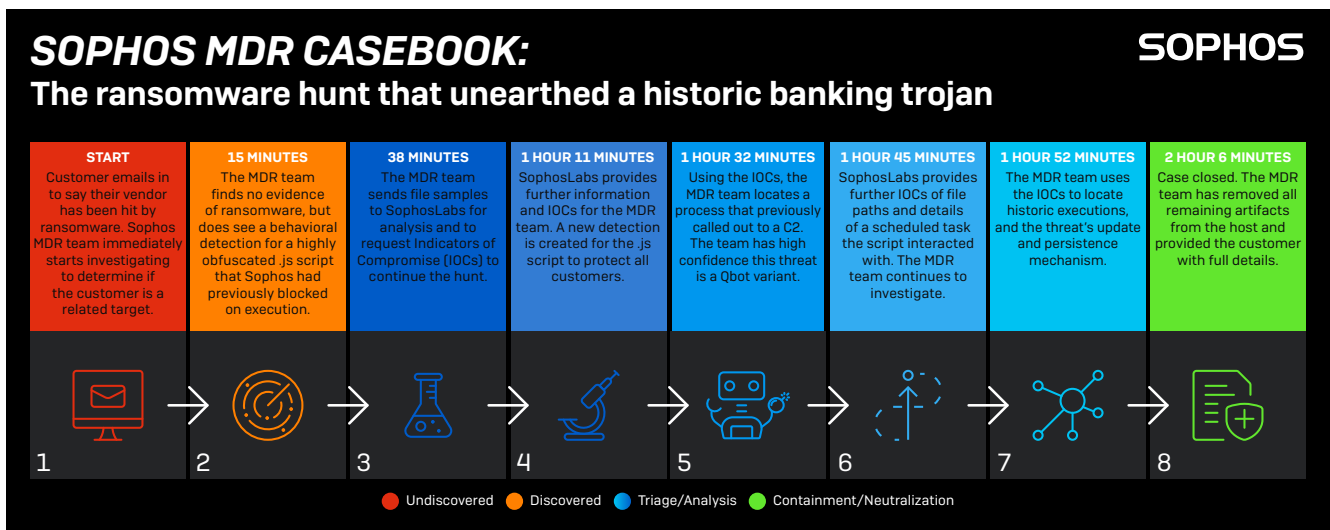 SOPHOS MDR CASEBOOK:
SOPHOS
The ransomware hunt that unearthed a historic banking trojan
START
Customer emails in
to say their vendor
has been hit by
ransomware. Sophos
MDR team immediately
starts investigating
to determine if
the customer is a
related target.
15 MINUTES
The MDR team
finds no evidence
of ransomware, but
does see a behavioral
detection for a highly
obfuscated .js script
that Sophos had
previously blocked
on execution.
38 MINUTES
The MDR team
sends file samples
to SophosLabs for
analysis and to
request Indicators of
Compromise (IOCs) to
continue the hunt.
1 HOUR 11 MINUTES
SophosLabs provides
further information
and IOCs for the MDR
team. A new detection
is created for the .js
script to protect all
customers.
1 HOUR 32 MINUTES
Using the IOCs, the
MDR team locates a
process that previously
called out to a C2.
The team has high
confidence this threat
is a Qbot variant.
1 HOUR 45 MINUTES
SophosLabs provides
further IOCs of file
paths and details
of a scheduled task
the script interacted
with. The MDR
team continues to
investigate.
1 HOUR 52 MINUTES
The MDR team uses
the IOCs to locate
historic executions,
and the threat's update
and persistence
mechanism.
2 HOUR 6 MINUTES
Case closed. The MDR
team has removed all
remaining artifacts
from the host and
provided the customer
with full details.
1
2
3
4
5
6
7
8
Undiscovered
Discovered
Triage/Analysis
Containment/Neutralization